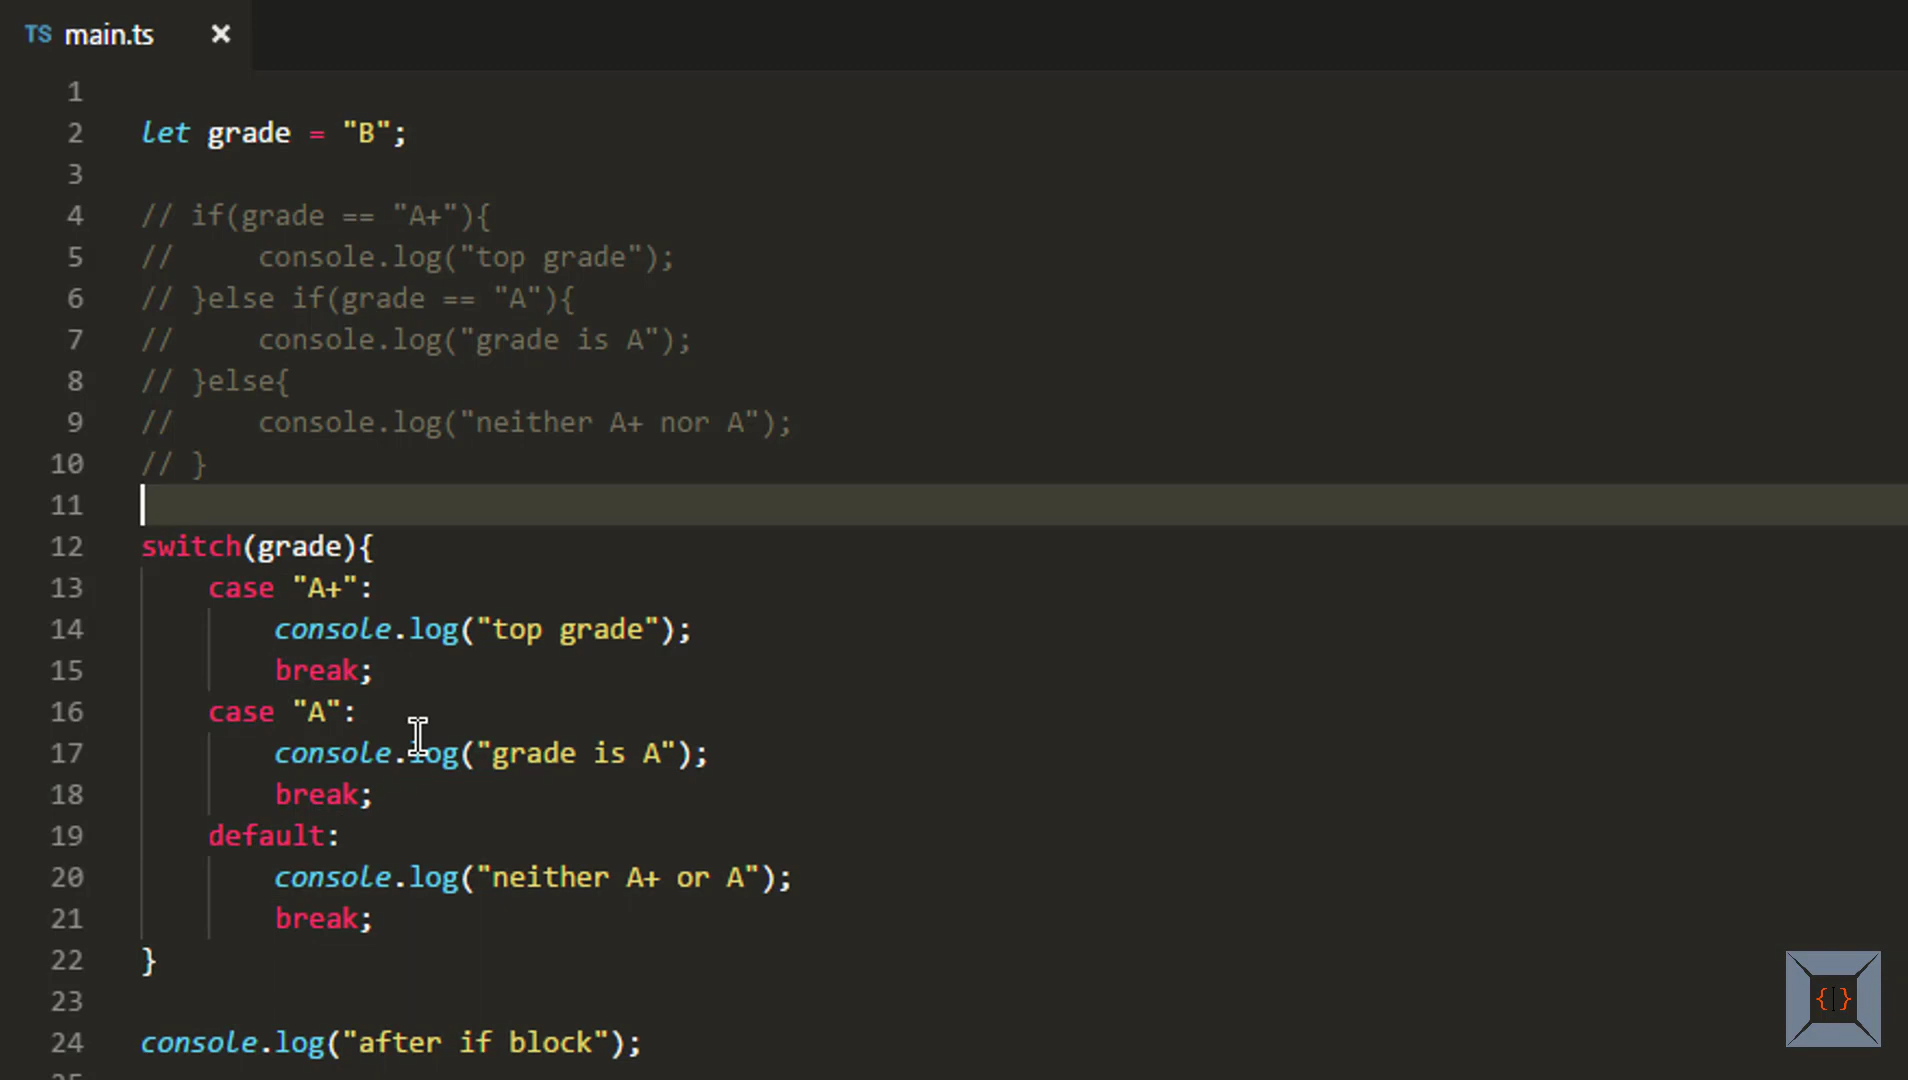 TS main.ts ×
1
2 let grade = "B";
3
4 // if(grade == "A+"){
5 //     console.log("top grade");
6 // }else if(grade == "A"){
7 //     console.log("grade is A");
8 // }else{
9 //     console.log("neither A+ nor A");
10 // }
11
12 switch(grade){
13     case "A+":
14         console.log("top grade");
15         break;
16     case "A":
17         console.log("grade is A");
18         break;
19     default:
20         console.log("neither A+ or A");
21         break;
22 }
23
24 console.log("after if block");
{|}